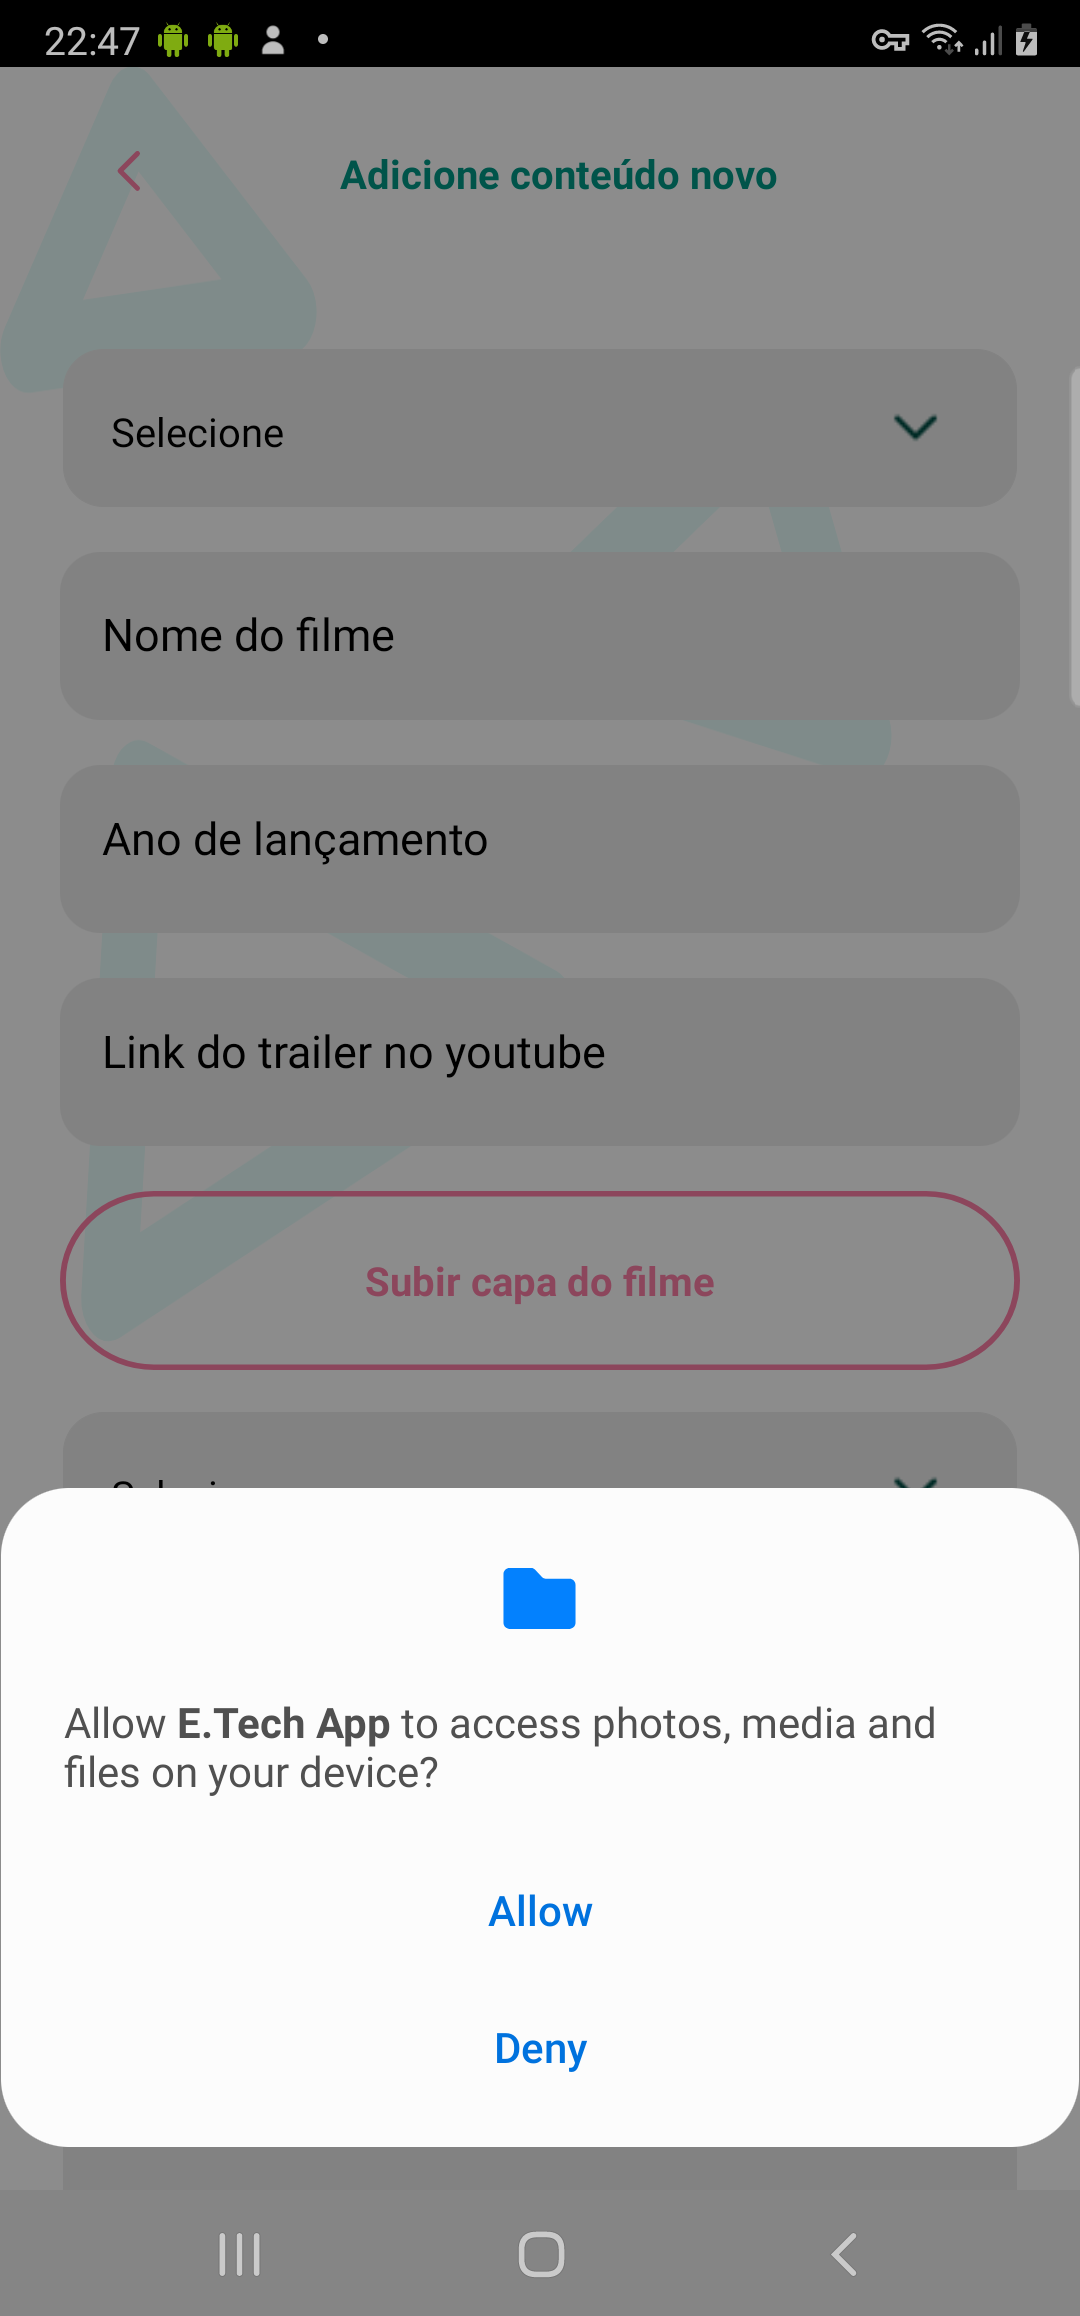 22:47
Adicione conteúdo novo
Selecione
Nome do filme
Ano de lançamento
Link do trailer no youtube
Subir capa do filme
Allow E.Tech App to access photos, media and
files on your device?
Allow
Deny